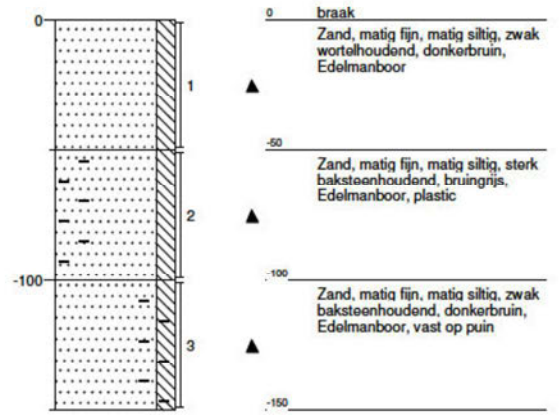 0
0 braak
Zand, matig fijn, matig siltig, zwak
wortelhoudend, donkerbruin,
Edelmanboor
1
-50
Zand, matig fijn, matig siltig, sterk
baksteenhoudend, bruingrijs,
Edelmanboor, plastic
2
-100
-100
Zand, matig fijn, matig siltig, zwak
baksteenhoudend, donkerbruin,
Edelmanboor, vast op puin
3
-150